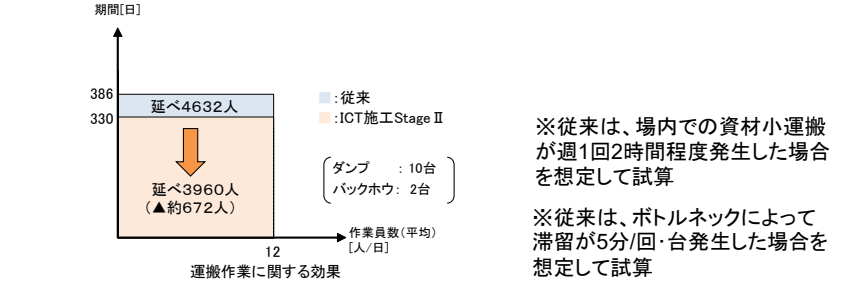 期間[日]
386
延べ4632人
330
■:従来
■:ICT施工StageⅡ
延べ3960人
(▲約672人)
ダンプ　: 10台
バックホウ: 2台
作業員数(平均)
[人/日]
12
運搬作業に関する効果
※従来は、場内での資材小運搬
が週1回2時間程度発生した場合
を想定して試算
※従来は、ボトルネックによって
滞留が5分/回・台発生した場合を
想定して試算